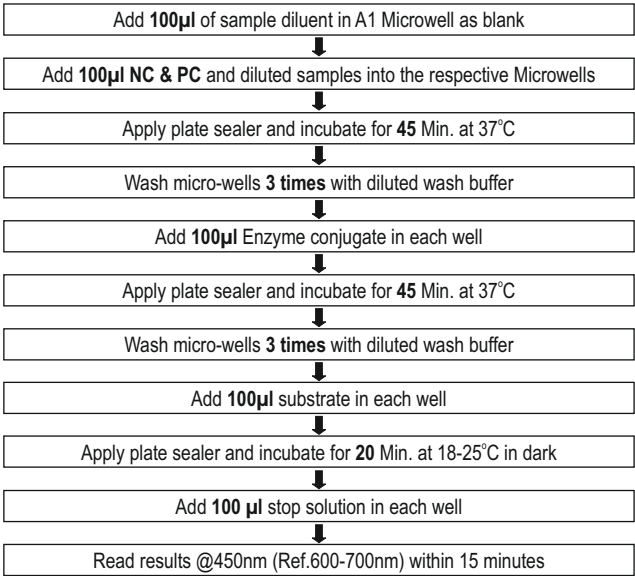 Add 100µl of sample diluent in A1 Microwell as blank
Add 100µl NC & PC and diluted samples into the respective Microwells
Apply plate sealer and incubate for 45 Min. at 37°C
Wash micro-wells 3 times with diluted wash buffer
Add 100µl Enzyme conjugate in each well
Apply plate sealer and incubate for 45 Min. at 37°C
Wash micro-wells 3 times with diluted wash buffer
Add 100µl substrate in each well
Apply plate sealer and incubate for 20 Min. at 18-25°C in dark
Add 100 µl stop solution in each well
Read results @450nm (Ref.600-700nm) within 15 minutes